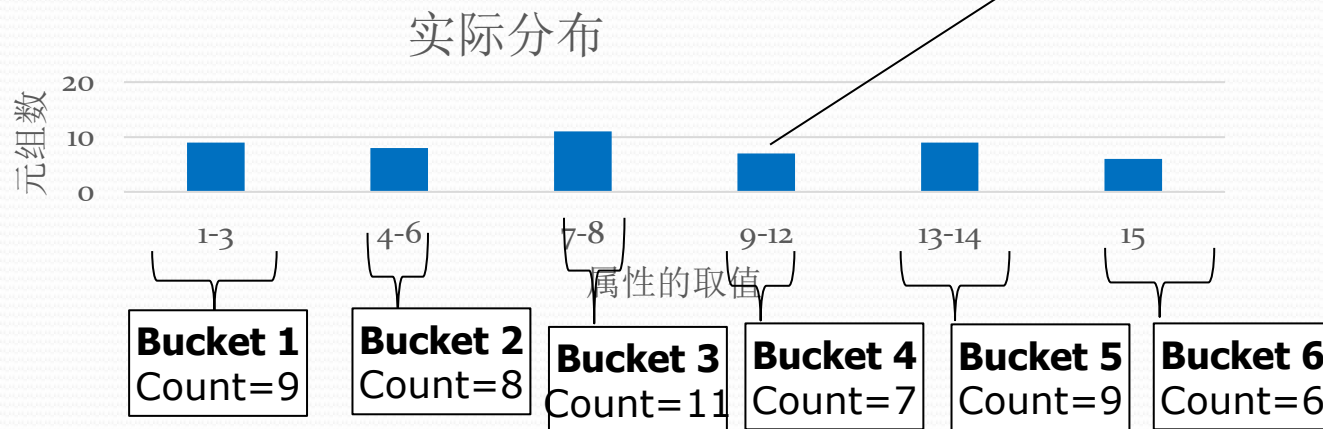 实际分布
元组数
20
10
0
1-3 4-6 7-8 9-12 13-14 15
属性的取值
Bucket 1
Count=9
Bucket 2
Count=8
Bucket 3
Count=11
Bucket 4
Count=7
Bucket 5
Count=9
Bucket 6
Count=6